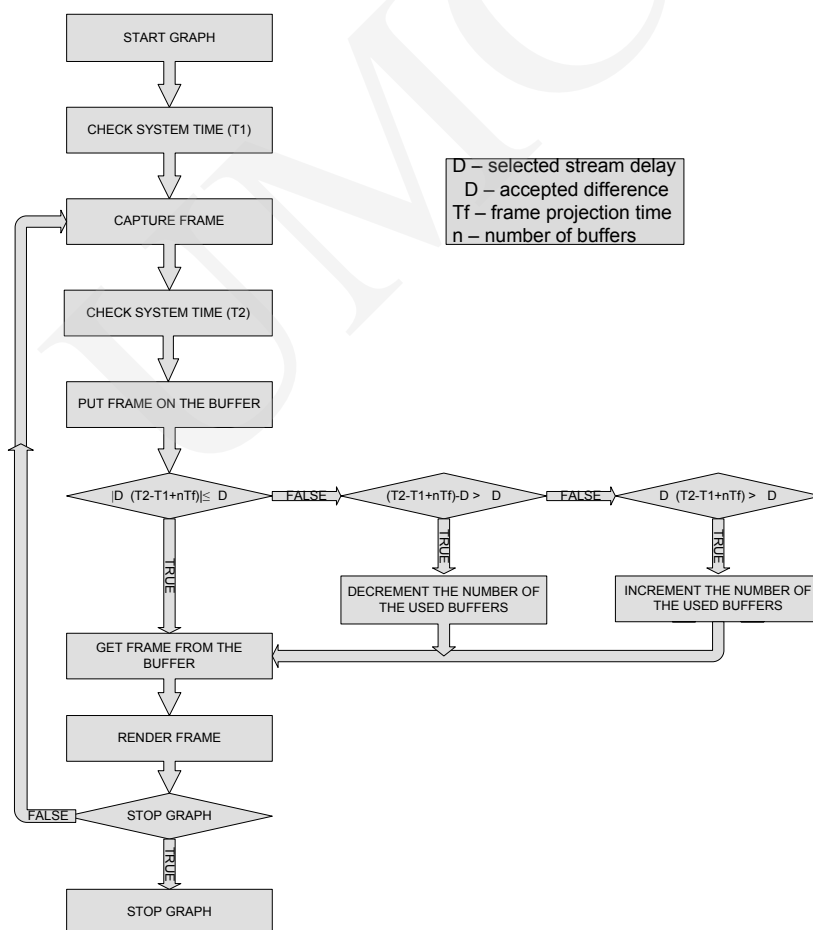 START GRAPH
CHECK SYSTEM TIME (T1)
D – selected stream delay
D – accepted difference
Tf – frame projection time
n – number of buffers
CAPTURE FRAME
CHECK SYSTEM TIME (T2)
PUT FRAME ON THE BUFFER
|D (T2-T1+nTf)|≤ D
FALSE
(T2-T1+nTf)-D > D
FALSE
D (T2-T1+nTf) > D
TRUE
TRUE
TRUE
DECREMENT THE NUMBER OF
THE USED BUFFERS
INCREMENT THE NUMBER OF
THE USED BUFFERS
GET FRAME FROM THE
BUFFER
RENDER FRAME
FALSE
STOP GRAPH
TRUE
STOP GRAPH